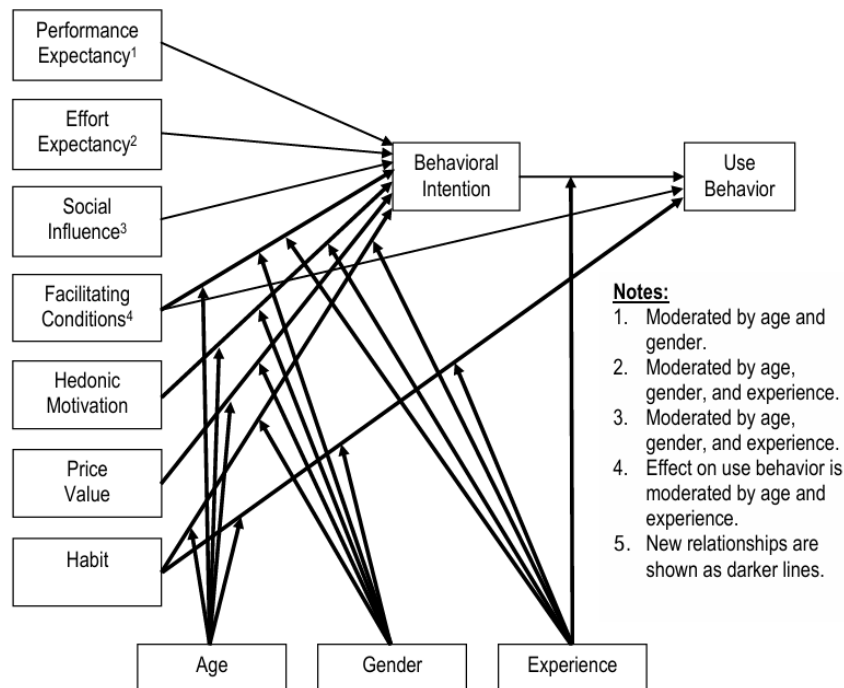 Performance
Expectancy¹
Effort
Expectancy²
Social
Influence³
Facilitating
Conditions⁴
Hedonic
Motivation
Price
Value
Habit
Behavioral
Intention
Use
Behavior
Notes:
1. Moderated by age and
gender.
2. Moderated by age,
gender, and experience.
3. Moderated by age,
gender, and experience.
4. Effect on use behavior is
moderated by age and
experience.
5. New relationships are
shown as darker lines.
Age
Gender
Experience